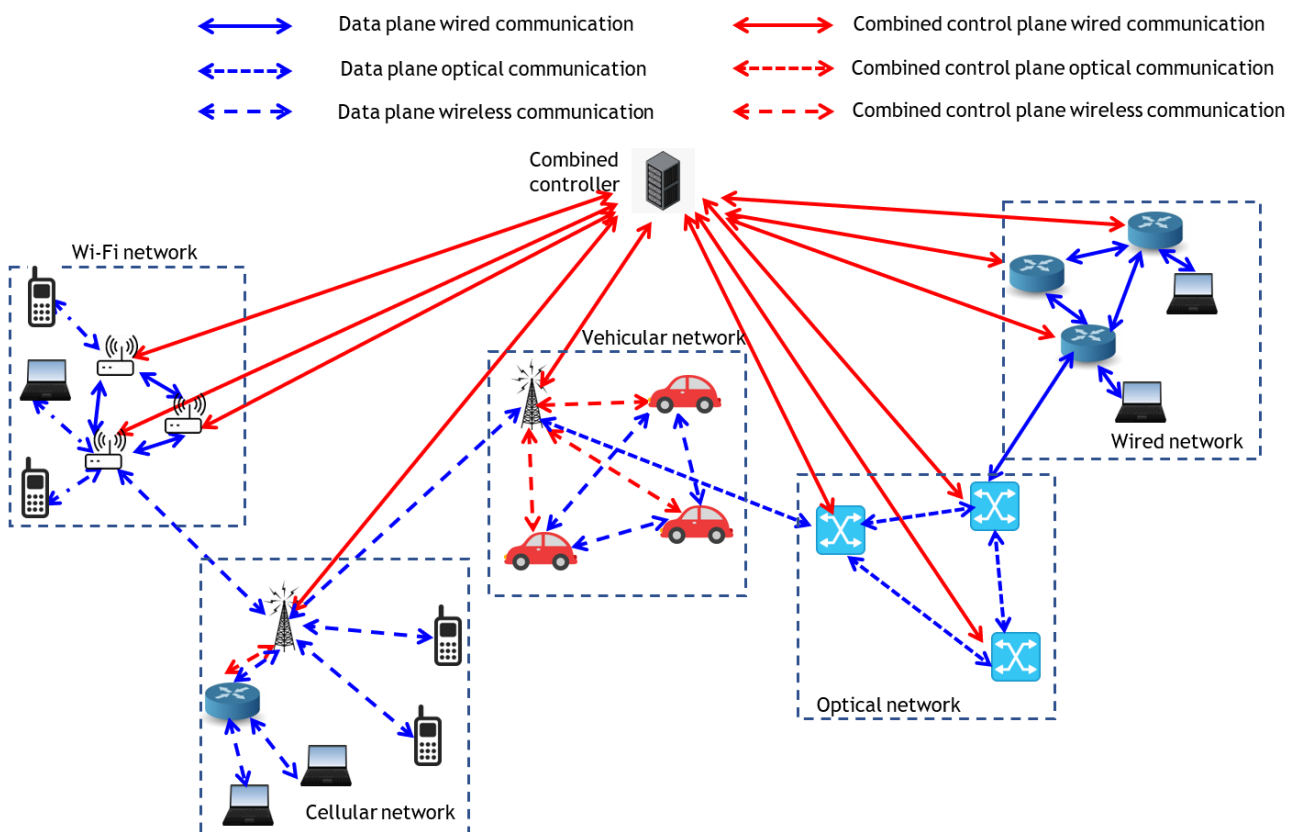 Data plane wired communication
Combined control plane wired communication
Data plane optical communication
Combined control plane optical communication
Data plane wireless communication
Combined control plane wireless communication
Combined
controller
Wi-Fi network
Vehicular network
Wired network
Optical network
Cellular network